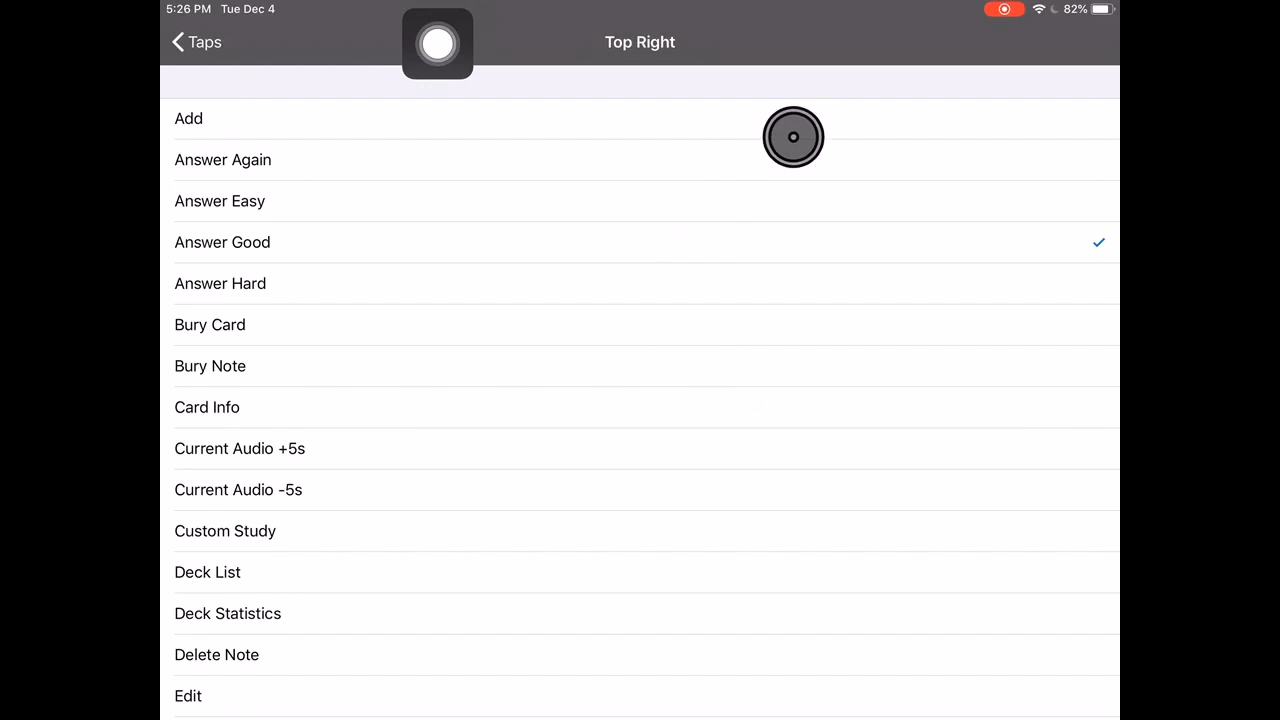 5:26 PM Tue Dec 4 82%
Taps Top Right
Add
Answer Again
Answer Easy
Answer Good
Answer Hard
Bury Card
Bury Note
Card Info
Current Audio +5s
Current Audio -5s
Custom Study
Deck List
Deck Statistics
Delete Note
Edit